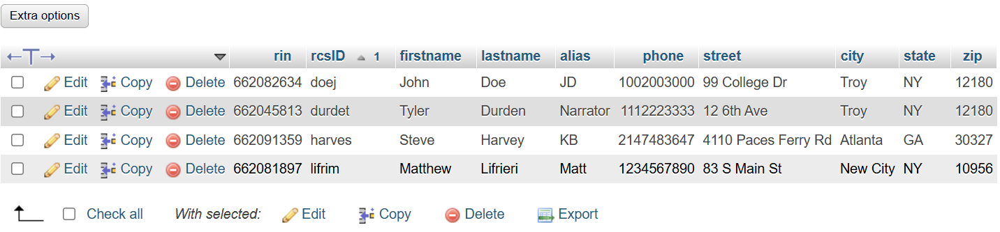 Extra options
rin rcsID 1 firstname lastname alias phone street city state zip
Edit Copy Delete 662082634 doej John Doe JD 1002003000 99 College Dr Troy NY 12180
Edit Copy Delete 662045813 durdet Tyler Durden Narrator 1112223333 12 6th Ave Troy NY 12180
Edit Copy Delete 662091359 harves Steve Harvey KB 2147483647 4110 Paces Ferry Rd Atlanta GA 30327
Edit Copy Delete 662081897 lifrim Matthew Lifrieri Matt 1234567890 83 S Main St New City NY 10956
Check all With selected: Edit Copy Delete Export